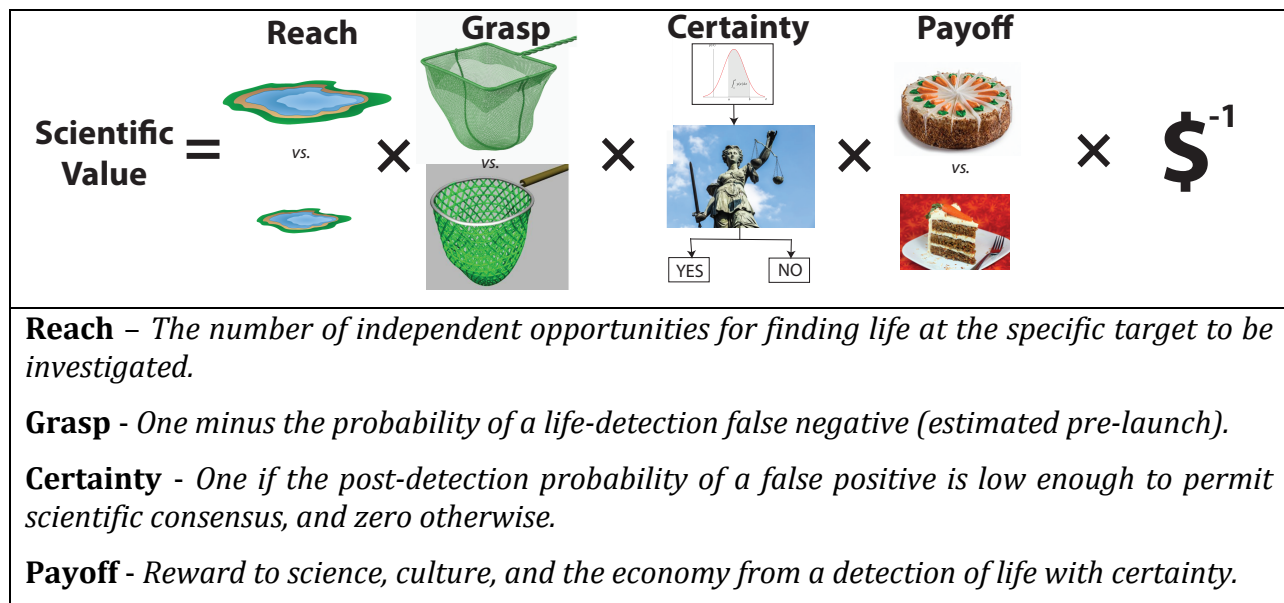 Reach Grasp Certainty Payoff
Scientific Value = vs. × vs. × YES NO × vs. × $-1
Reach – The number of independent opportunities for finding life at the specific target to be
investigated.
Grasp - One minus the probability of a life-detection false negative (estimated pre-launch).
Certainty - One if the post-detection probability of a false positive is low enough to permit
scientific consensus, and zero otherwise.
Payoff - Reward to science, culture, and the economy from a detection of life with certainty.